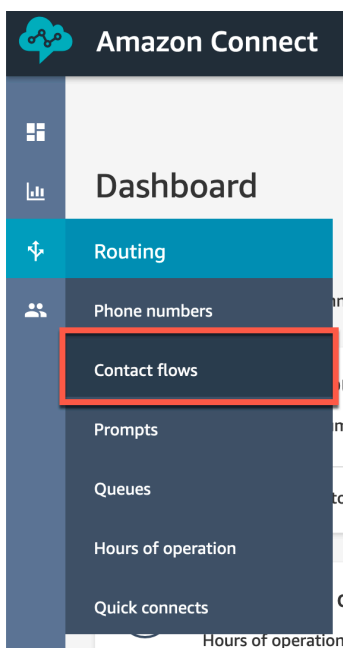 Amazon Connect
Dashboard
Routing
Phone numbers
Contact flows
Prompts
Queues
Hours of operation
Quick connects
Hours of operation